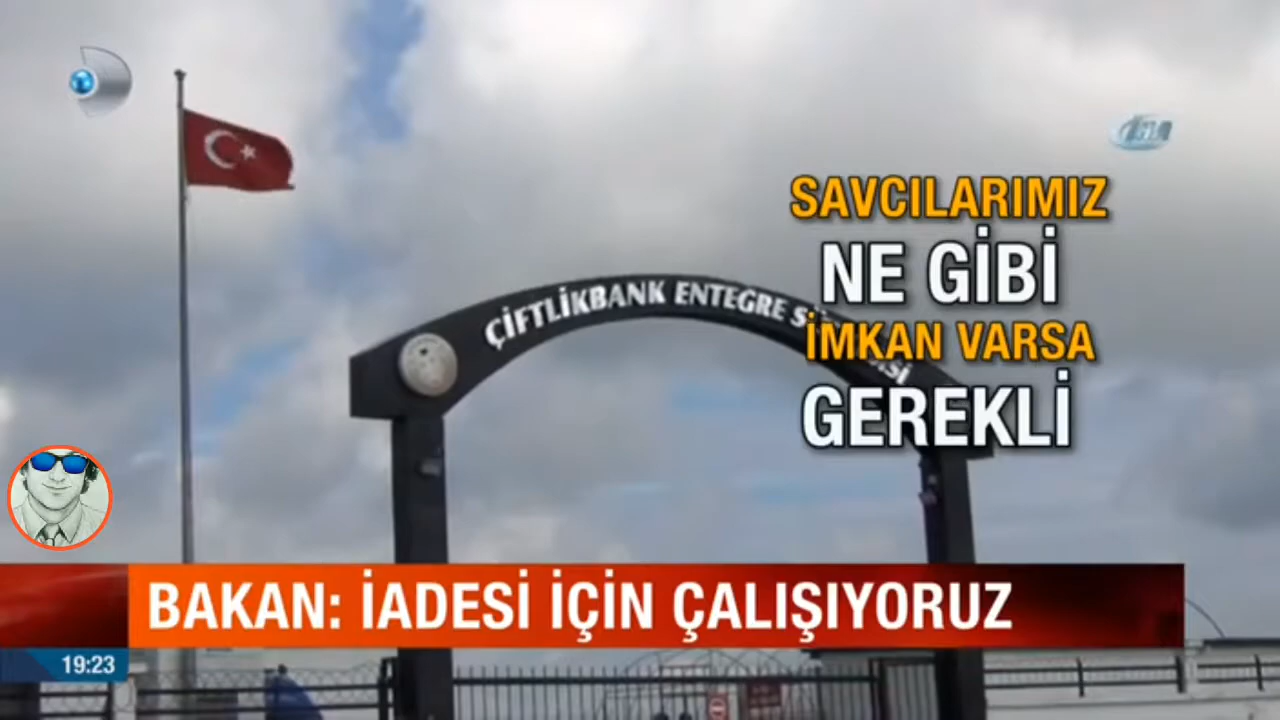 SAVCILARIMIZ
NE GİBİ
İMKAN VARSA
GEREKLİ
ÇİFTLİKBANK ENTEGRE
BAKAN: İADESİ İÇİN ÇALIŞIYORUZ
19:23